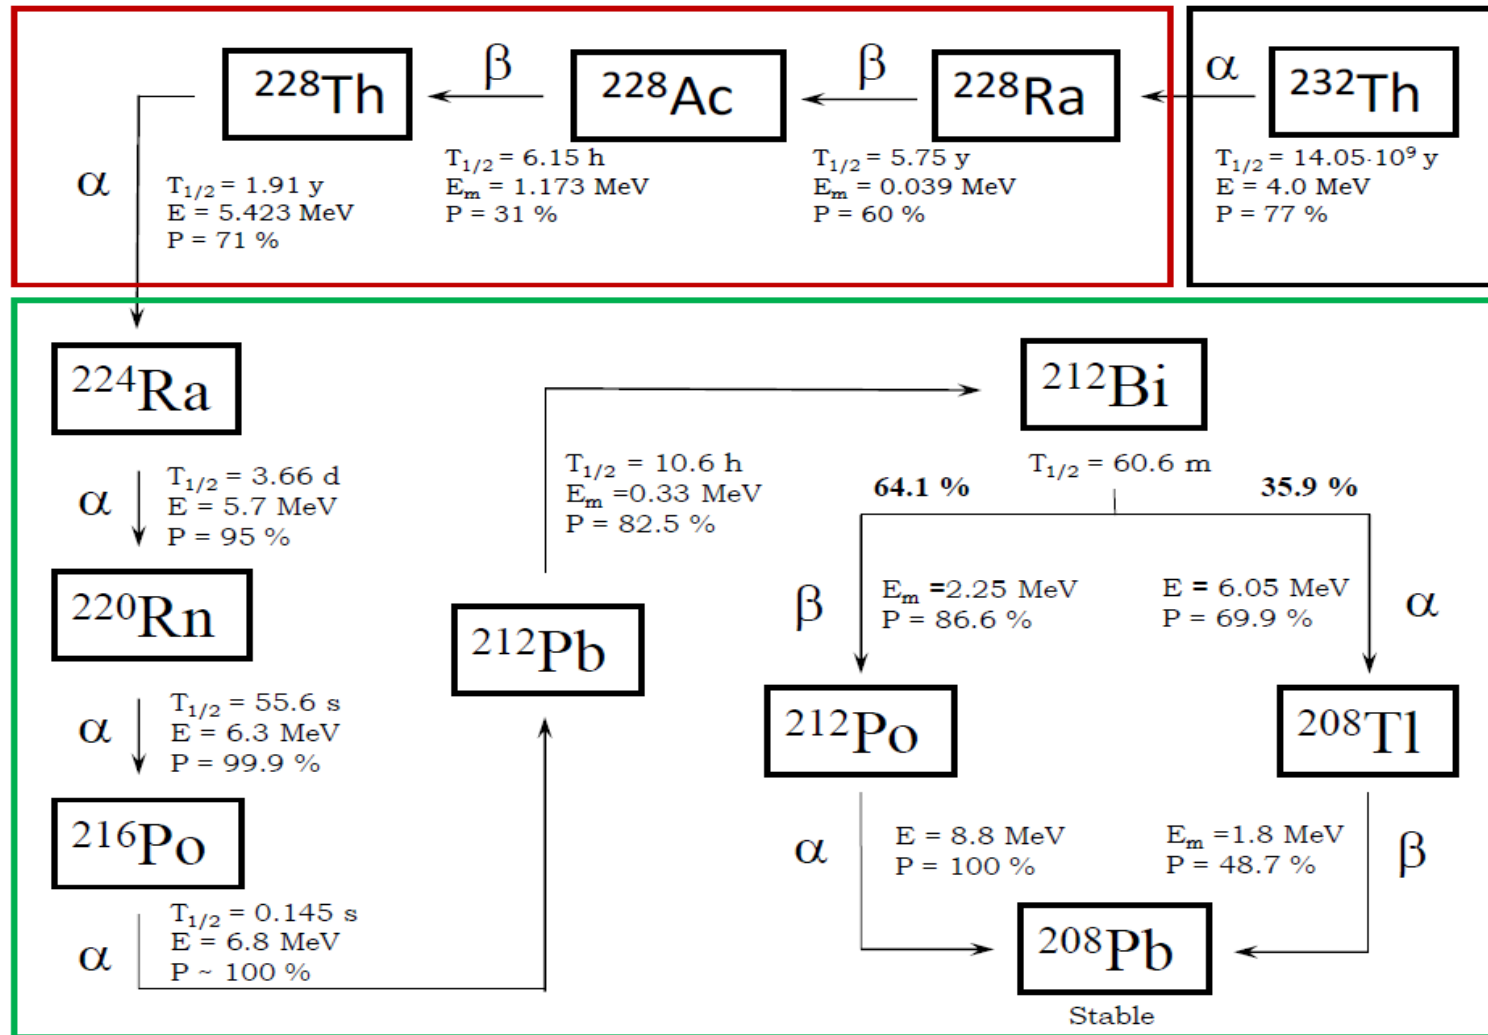 ²²⁸Th
β
²²⁸Ac
β
²²⁸Ra
α
²³²Th
T₁/₂ = 6.15 h
Eₘ = 1.173 MeV
P = 31 %
T₁/₂ = 5.75 y
Eₘ = 0.039 MeV
P = 60 %
T₁/₂ = 14.05·10⁹ y
E = 4.0 MeV
P = 77 %
α
T₁/₂ = 1.91 y
E = 5.423 MeV
P = 71 %
²²⁴Ra
α
T₁/₂ = 3.66 d
E = 5.7 MeV
P = 95 %
²²⁰Rn
α
T₁/₂ = 55.6 s
E = 6.3 MeV
P = 99.9 %
²¹⁶Po
α
T₁/₂ = 0.145 s
E = 6.8 MeV
P ~ 100 %
²¹²Pb
T₁/₂ = 10.6 h
Eₘ =0.33 MeV
P = 82.5 %
²¹²Bi
T₁/₂ = 60.6 m
64.1 %
35.9 %
β
Eₘ =2.25 MeV
P = 86.6 %
E = 6.05 MeV
P = 69.9 %
α
²¹²Po
²⁰⁸Tl
α
E = 8.8 MeV
P = 100 %
Eₘ =1.8 MeV
P = 48.7 %
β
²⁰⁸Pb
Stable